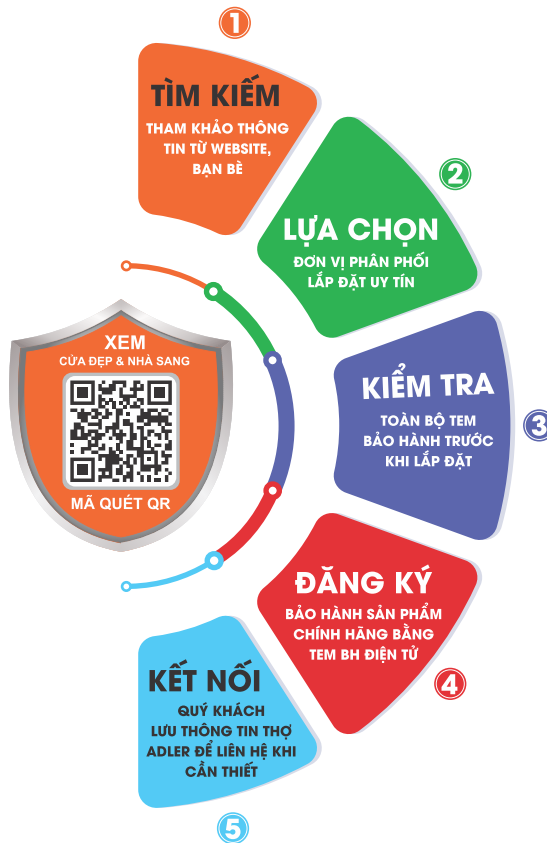 1
TÌM KIẾM
THAM KHẢO THÔNG
TIN TỪ WEBSITE,
BẠN BÈ
2
LỰA CHỌN
ĐƠN VỊ PHÂN PHỐI
LẮP ĐẶT UY TÍN
XEM
CỬA ĐẸP & NHÀ SANG
MÃ QUÉT QR
3
KIỂM TRA
TOÀN BỘ TEM
BẢO HÀNH TRƯỚC
KHI LẮP ĐẶT
ĐĂNG KÝ
BẢO HÀNH SẢN PHẨM
CHÍNH HÃNG BẰNG
TEM BH ĐIỆN TỬ
4
KẾT NỐI
QUÝ KHÁCH
LƯU THÔNG TIN THỢ
ADLER ĐỂ LIÊN HỆ KHI
CẦN THIẾT
5